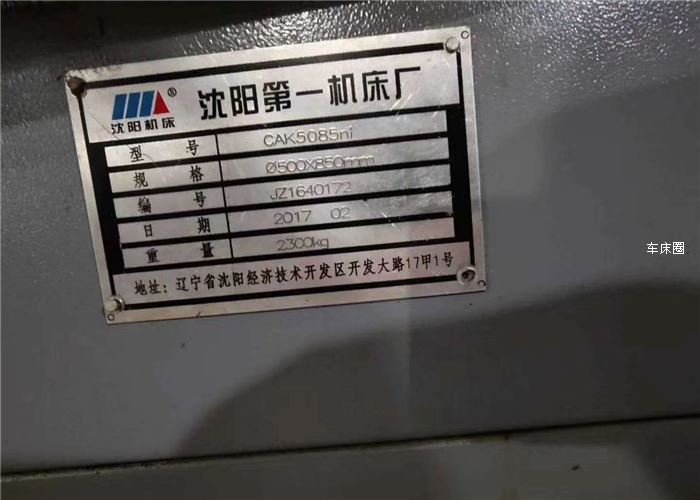 沈阳机床
®
沈阳第一机床厂
型号 CAK5085ni
规格 Ø500X850mm
编号 JZ1640172
日期 2017 02
重量 2300kg
地址：辽宁省沈阳经济技术开发区开发大路17甲1号
车床圈